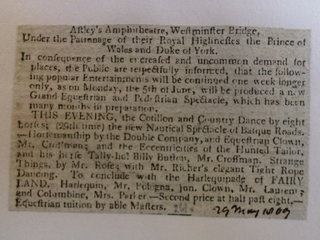 Astley's Amphitheatre, Westminster Bridge,
Under the Patronage of their Royal Highnesses the Prince of
Wales and Duke of York.
In consequence of the encreased and uncommon demand for
places, the Public are respectfully informed, that the follow-
ing popular Entertainments will be continued one week longer
only, as on Monday, the 5th of June, will be produced a new
Grand Equestrian and Pedestrian Spectacle, which has been
many months in preparation.
THIS EVENING, the Cotillon and Country Dance by eight
horses; (28th time) the new Nautical Spectacle of Basque Roads.
—Horsemanship by the Double Company, and Equestrian Clown,
Mr. Crossman; and the Eccentricities of the Hunted Tailor,
and his horse Tally-ho! Billy Button, Mr. Crossman. Strange
Things, by Mr. Rose; with Mr. Richer's elegant Tight Rope
Dancing. To conclude with the Harlequinade of FAIRY
LAND. Harlequin, Mr. Bologna, jun. Clown, Mr. Laurent;
and Columbine, Mrs. Parker.—Second price at half past eight.—
Equestrian tuition by able Masters.
29 May 1809